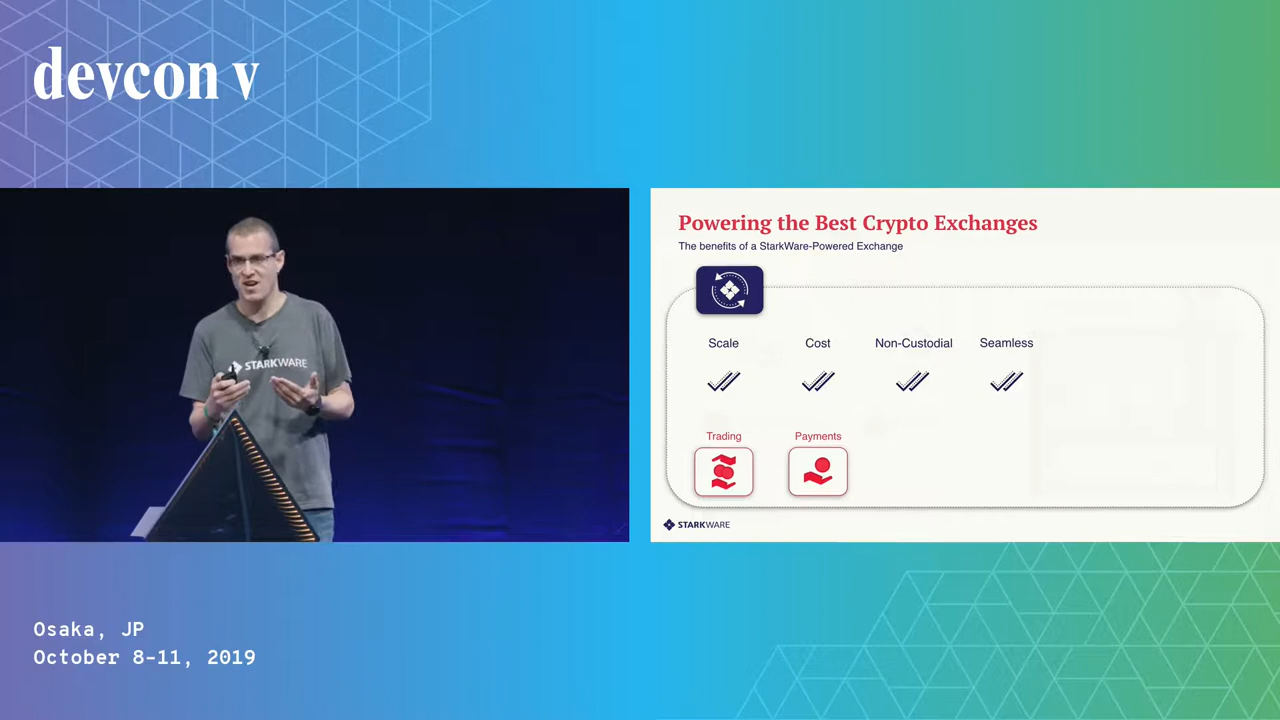 devcon v
STARKWARE
Powering the Best Crypto Exchanges
The benefits of a StarkWare-Powered Exchange
Scale Cost Non-Custodial Seamless
Trading Payments
STARKWARE
Osaka, JP
October 8-11, 2019